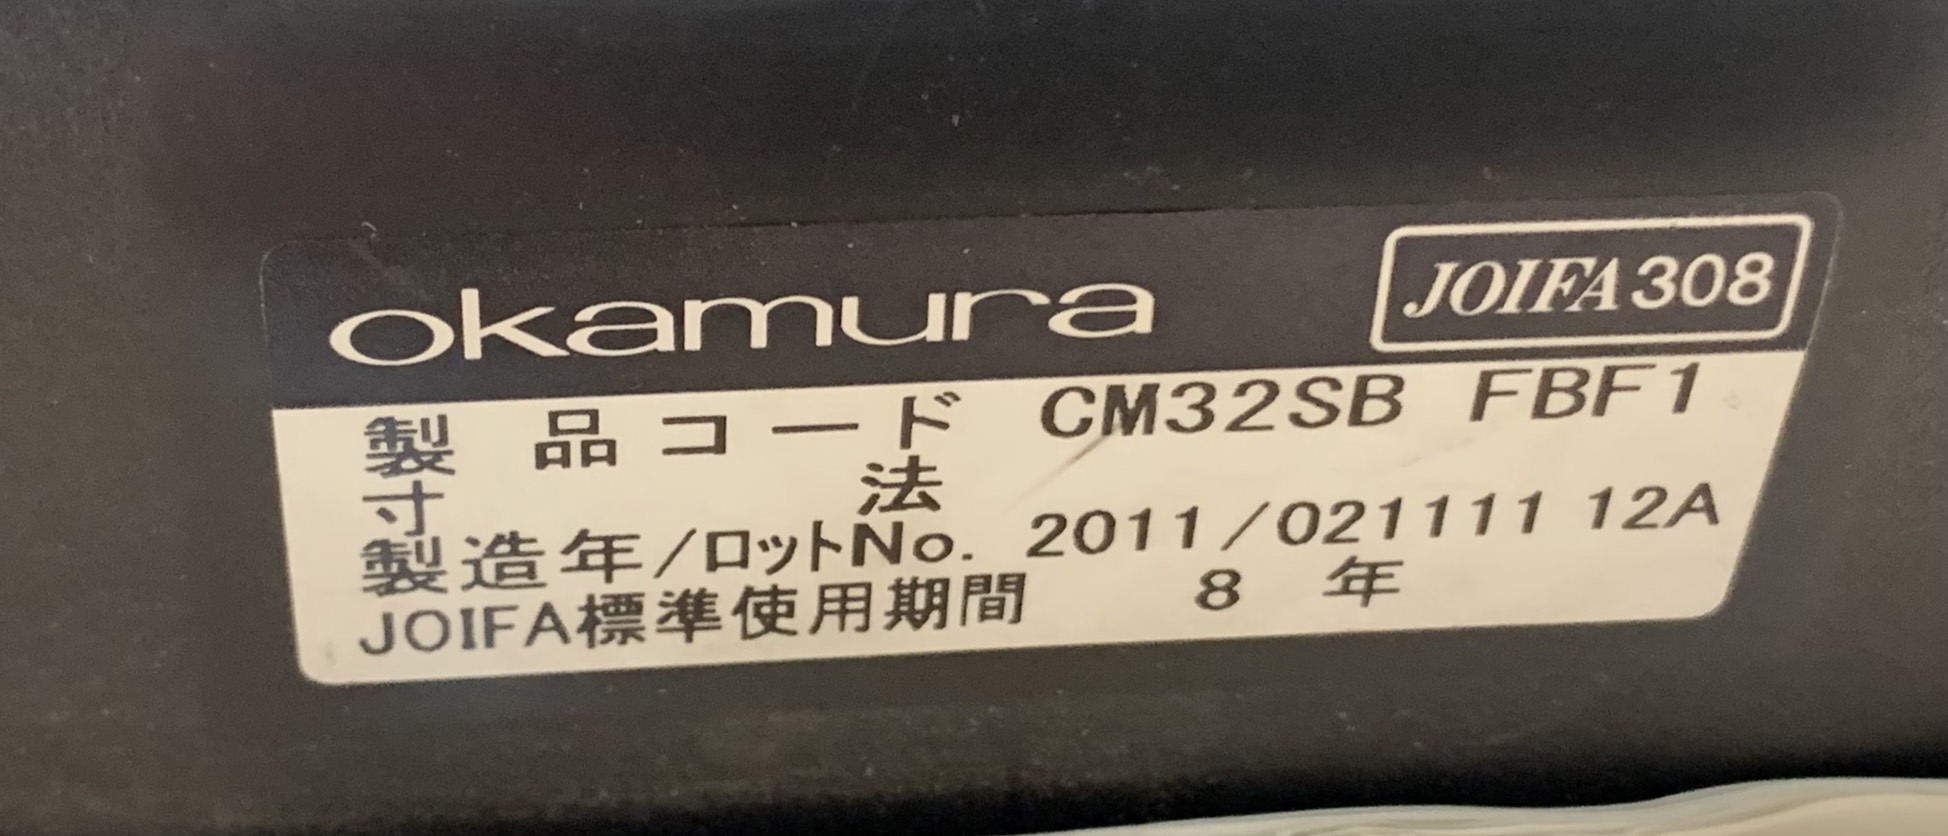 okamura
JOIFA308
製品コード CM32SB FBF1
寸法
製造年/ロットNo. 2011/021111 12A
JOIFA標準使用期間 8 年